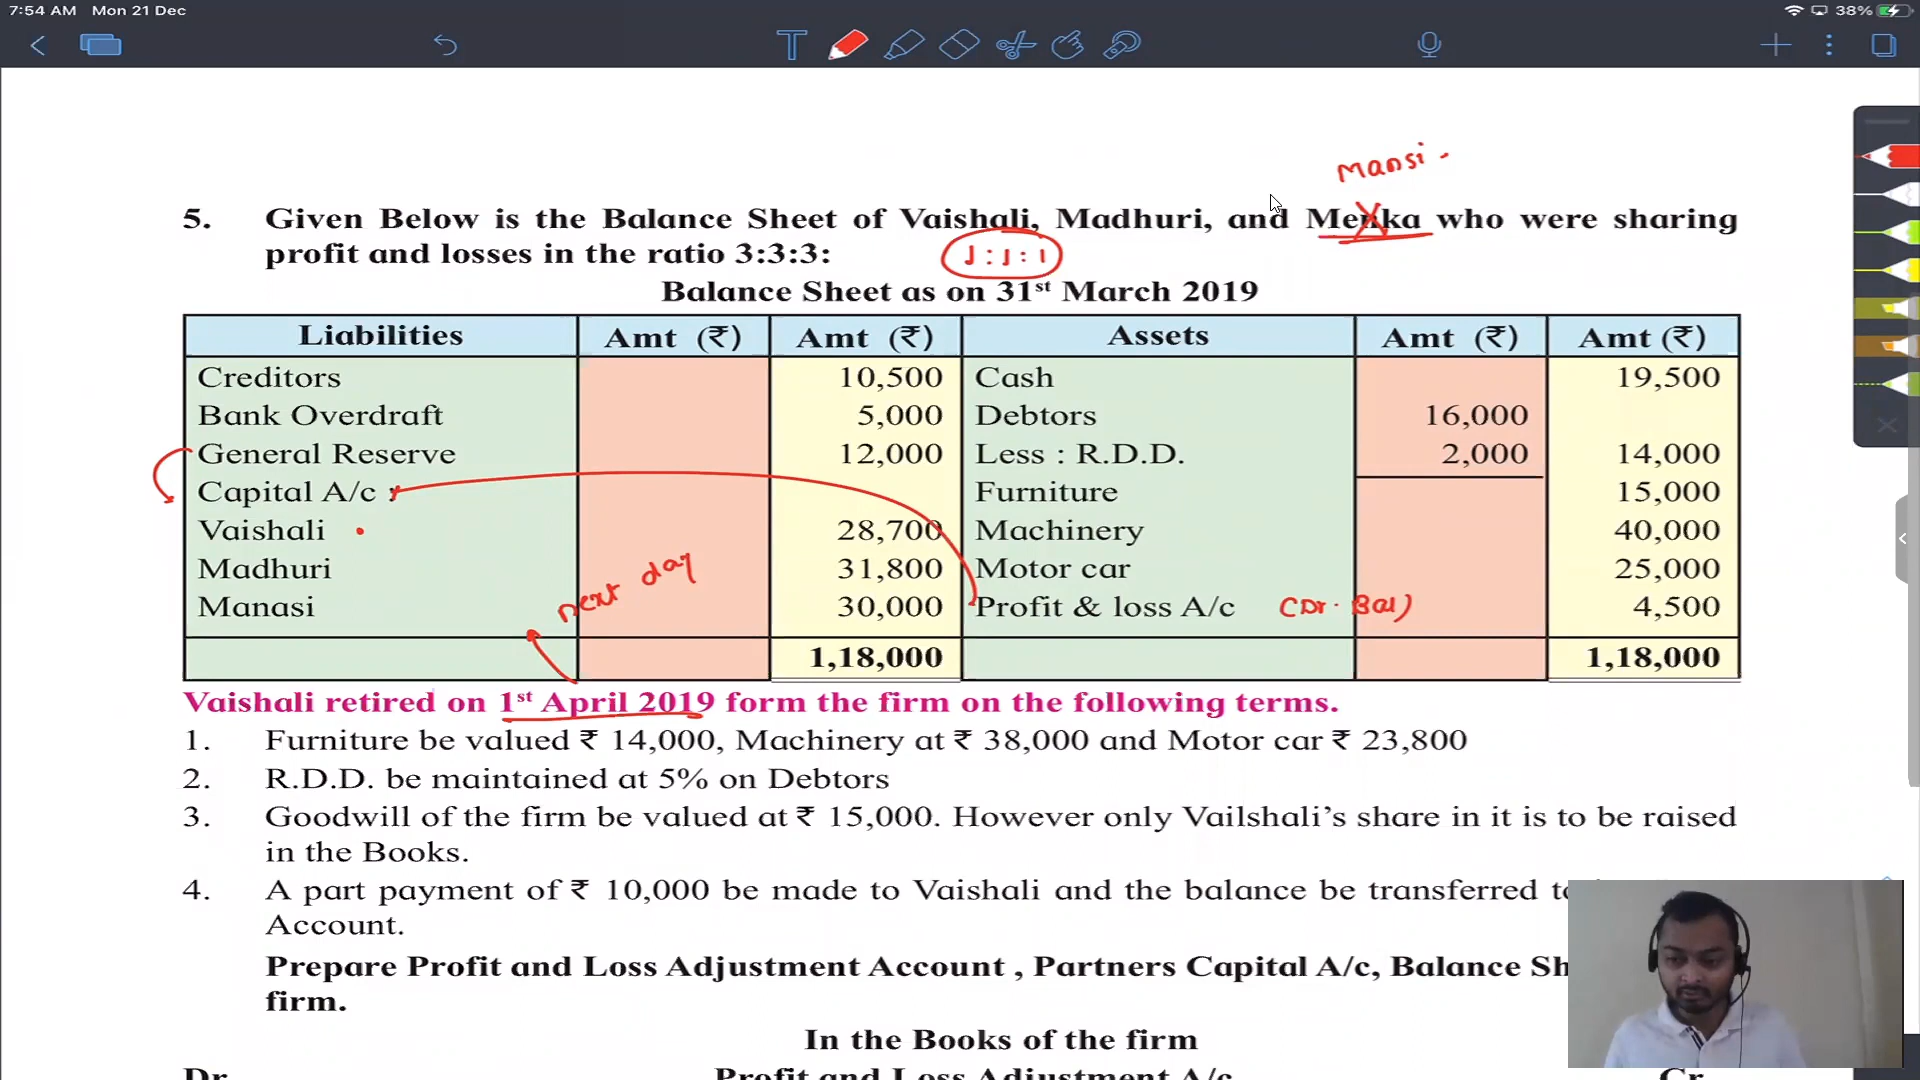 7:54 AM Mon 21 Dec
38%
T
Mansi -
5. Given Below is the Balance Sheet of Vaishali, Madhuri, and Menka who were sharing
profit and losses in the ratio 3:3:3: 1:1:1
Balance Sheet as on 31st March 2019
Liabilities Amt (₹) Amt (₹) Assets Amt (₹) Amt (₹)
Creditors 10,500 Cash 19,500
Bank Overdraft 5,000 Debtors 16,000
General Reserve 12,000 Less : R.D.D. 2,000 14,000
Capital A/c : Furniture 15,000
Vaishali 28,700 Machinery 40,000
Madhuri 31,800 Motor car 25,000
Manasi next day 30,000 Profit & loss A/c (Dr. Bal) 4,500
1,18,000 1,18,000
Vaishali retired on 1st April 2019 form the firm on the following terms.
1. Furniture be valued ₹ 14,000, Machinery at ₹ 38,000 and Motor car ₹ 23,800
2. R.D.D. be maintained at 5% on Debtors
3. Goodwill of the firm be valued at ₹ 15,000. However only Vailshali's share in it is to be raised
in the Books.
4. A part payment of ₹ 10,000 be made to Vaishali and the balance be transferred
Account.
Prepare Profit and Loss Adjustment Account , Partners Capital A/c, Balance
firm.
In the Books of the firm
Dr. Profit and Loss Adjustment A/c Cr.